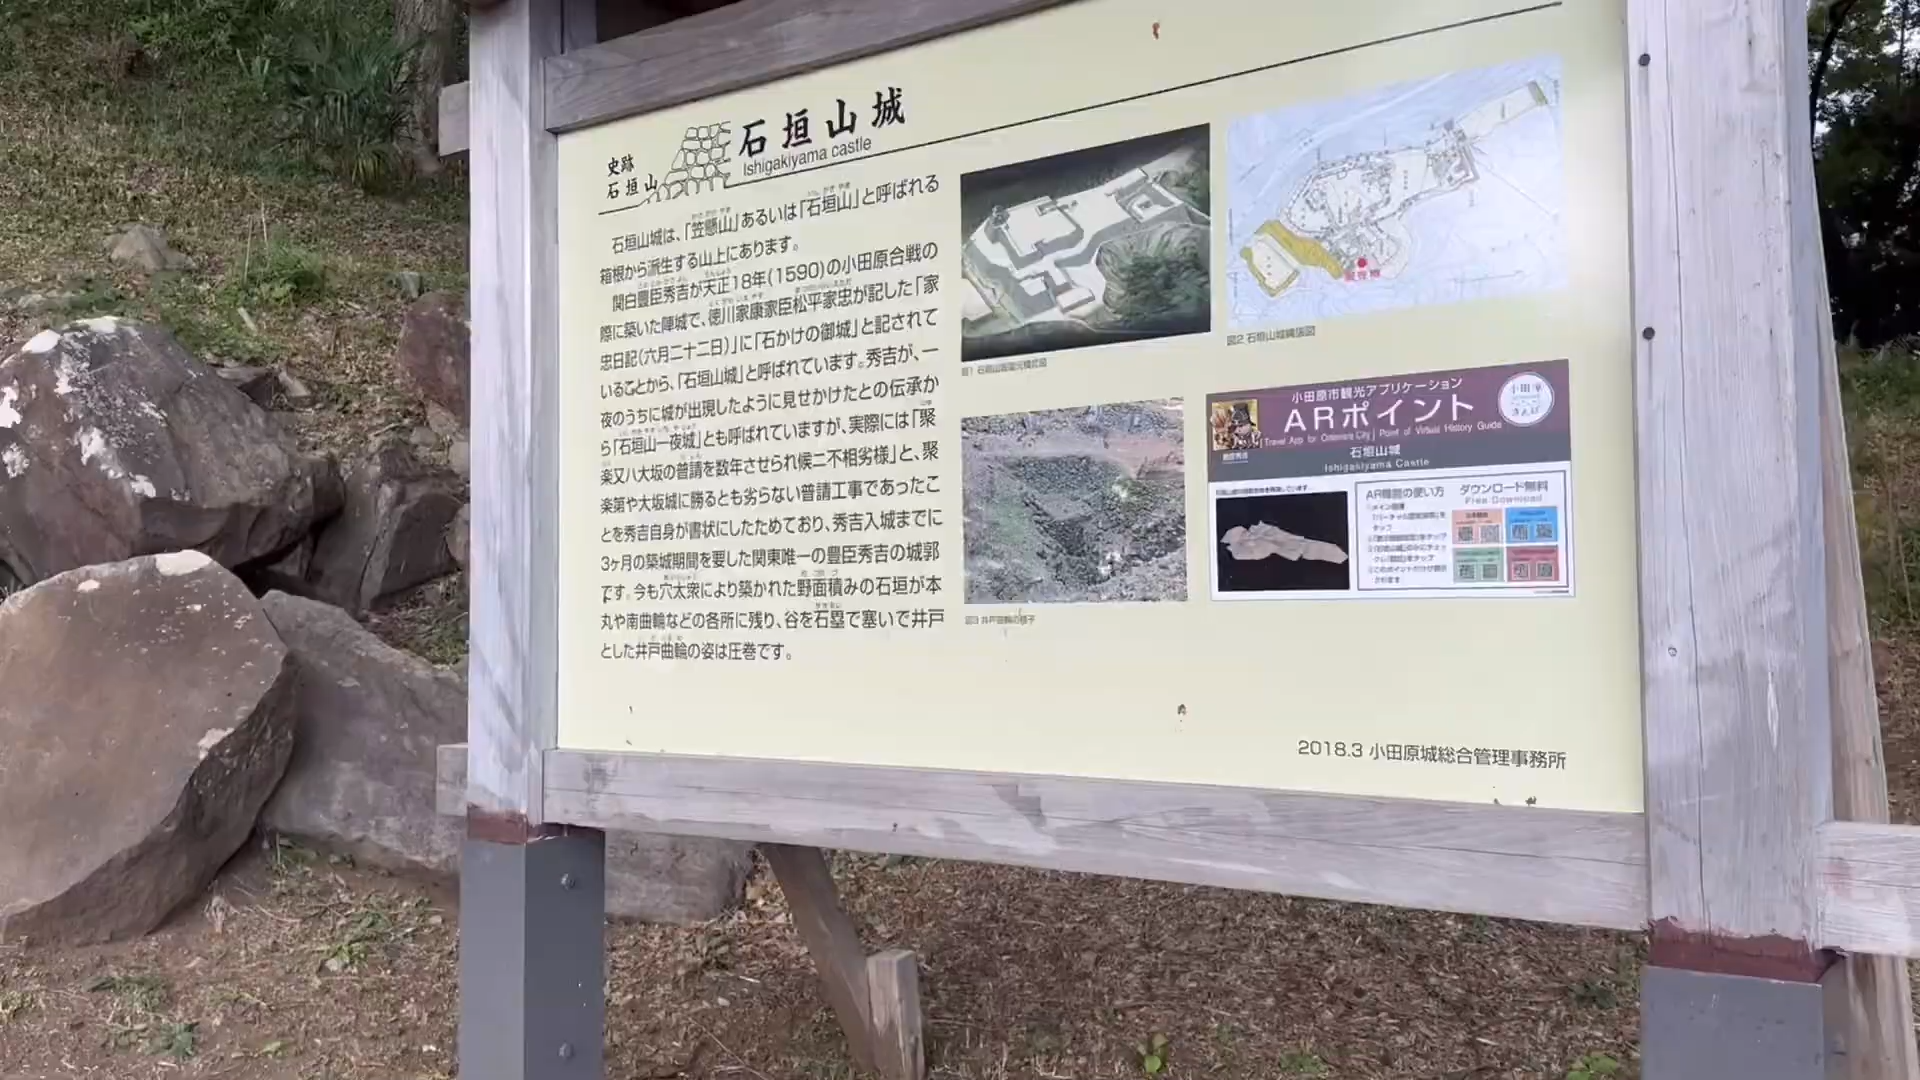 史跡
石垣山
石垣山城
Ishigakiyama castle
石垣山城は、「笠懸山」あるいは「石垣山」と呼ばれる
箱根から派生する山上にあります。
関白豊臣秀吉が天正18年(1590)の小田原合戦の
際に築いた陣城で、徳川家康家臣松平家忠が記した「家
忠日記(六月二十二日)」に「石かけの御城」と記されて
いることから、「石垣山城」と呼ばれています。秀吉が、一
夜のうちに城が出現したように見せかけたとの伝承か
ら「石垣山一夜城」とも呼ばれていますが、実際には「聚
楽又ハ大坂の普請を数年させられ候ニ不相劣様」と、聚
楽第や大坂城に勝るとも劣らない普請工事であったこ
とを秀吉自身が書状にしたためており、秀吉入城までに
3ヶ月の築城期間を要した関東唯一の豊臣秀吉の城郭
です。今も穴太衆により築かれた野面積みの石垣が本
丸や南曲輪などの各所に残り、谷を石塁で塞いで井戸
とした井戸曲輪の姿は圧巻です。
図2 石垣山城縄張図
図3 井戸曲輪の様子
小田原市観光アプリケーション
ARポイント
Travel App for Odawara City | Point of Virtual History Guide
石垣山城
Ishigakiyama Castle
AR機能の使い方
ダウンロード無料
Free Download
2018.3 小田原城総合管理事務所